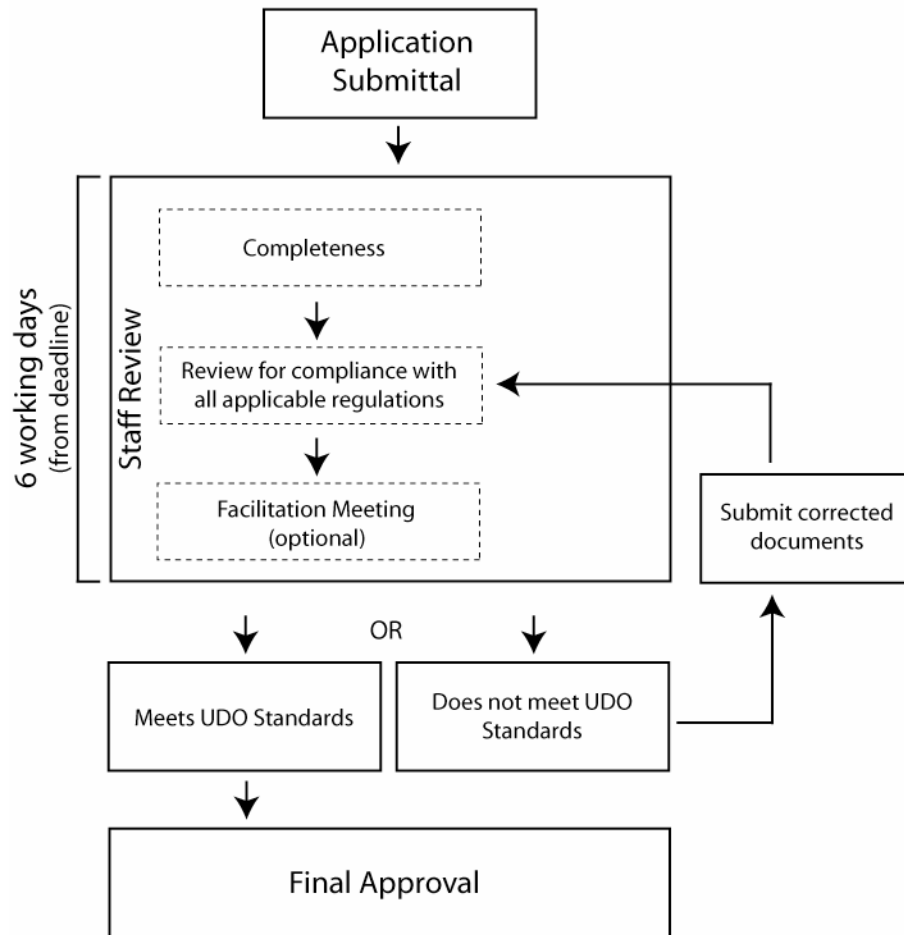 Application
Submittal
6 working days
(from deadline)
Staff Review
Completeness
Review for compliance with
all applicable regulations
Facilitation Meeting
(optional)
Submit corrected
documents
OR
Meets UDO Standards
Does not meet UDO
Standards
Final Approval